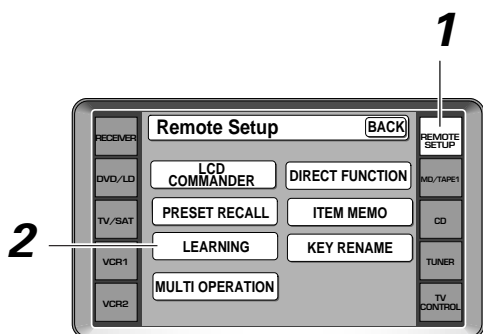 1
RECEIVER
Remote Setup
BACK
REMOTE
SETUP
DVD/LD
LCD
COMMANDER
DIRECT FUNCTION
MD/TAPE1
TV/SAT
PRESET RECALL
ITEM MEMO
CD
2
LEARNING
KEY RENAME
VCR1
TUNER
MULTI OPERATION
VCR2
TV
CONTROL